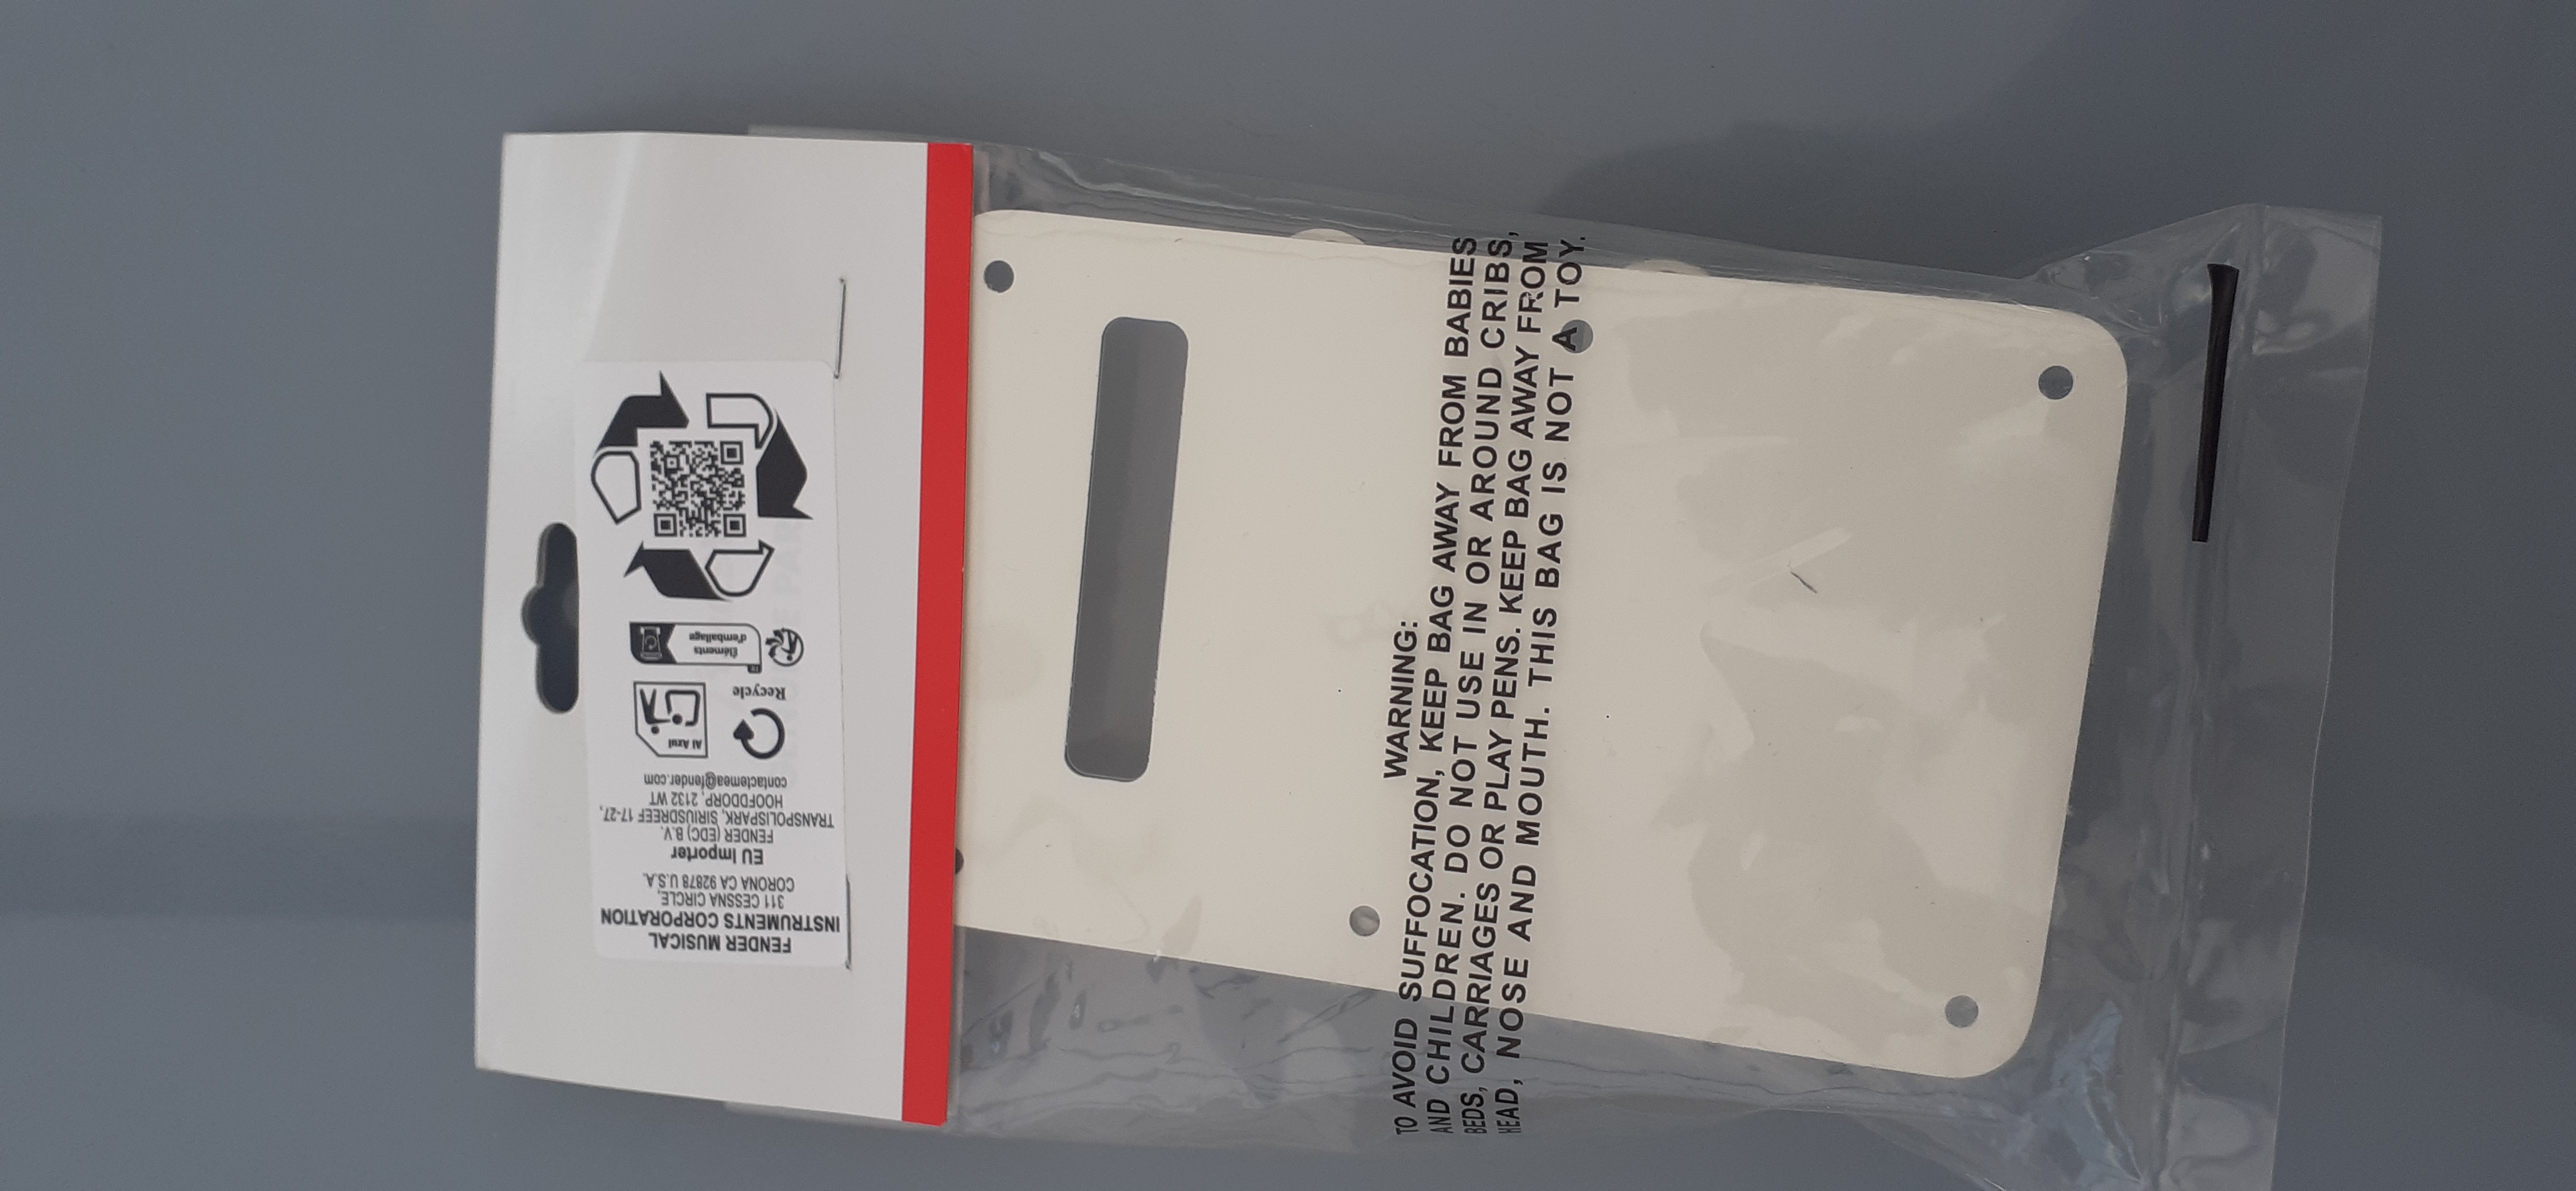 FENDER MUSICAL
INSTRUMENTS CORPORATION
311 CESSNA CIRCLE,
CORONA CA 92878 U.S.A.
EU Importer
FENDER (EDC) B.V.
TRANSPOLISPARK, SIRIUSDREEF 17-27,
HOOFDDORP, 2132 WT
contactemea@fender.com
Al Azul
Recycle
FR
Éléments
d'emballage
WARNING:
TO AVOID SUFFOCATION, KEEP BAG AWAY FROM BABIES
AND CHILDREN. DO NOT USE IN OR AROUND CRIBS,
BEDS, CARRIAGES OR PLAY PENS. KEEP BAG AWAY FROM
HEAD, NOSE AND MOUTH. THIS BAG IS NOT A TOY.